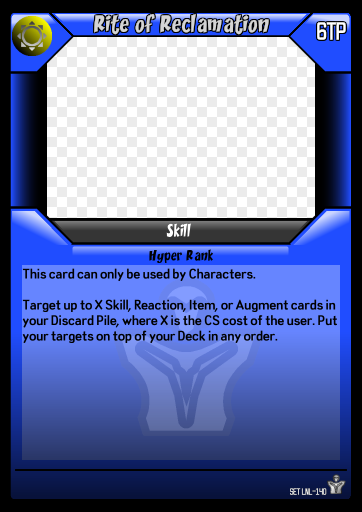 Rite of Reclamation
6TP
Skill
Hyper Rank
This card can only be used by Characters.
Target up to X Skill, Reaction, Item, or Augment cards in
your Discard Pile, where X is the CS cost of the user. Put
your targets on top of your Deck in any order.
SET LNL-140